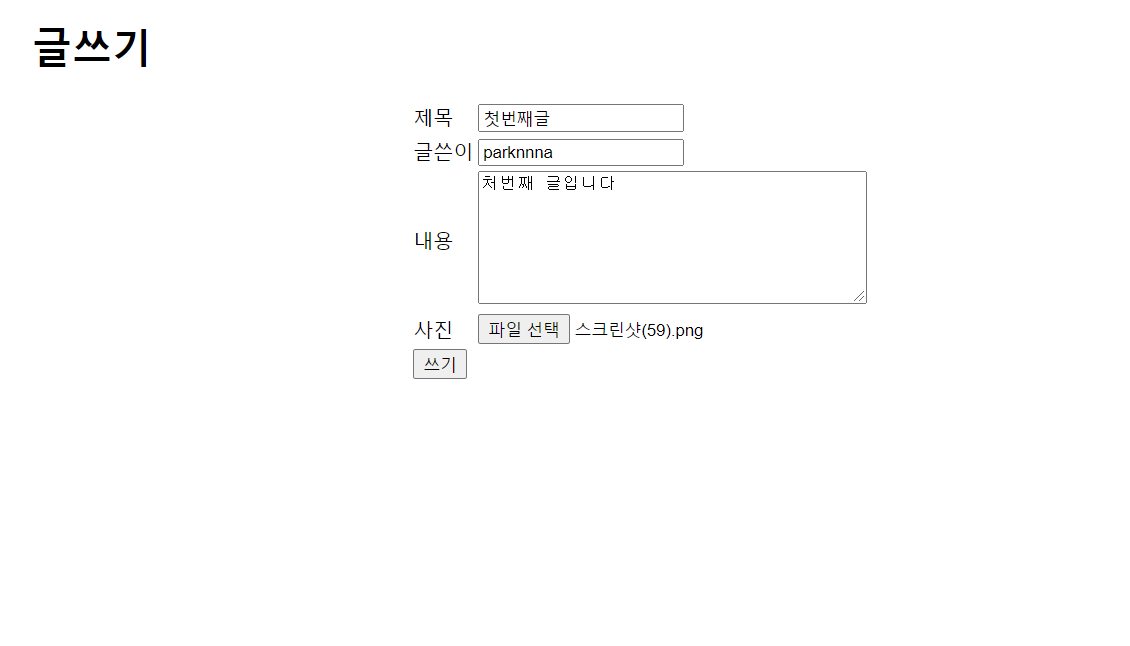 글쓰기
제목 첫번째글
글쓴이 parknnna
내용 처번째 글입니다
사진 파일 선택 스크린샷(59).png
쓰기